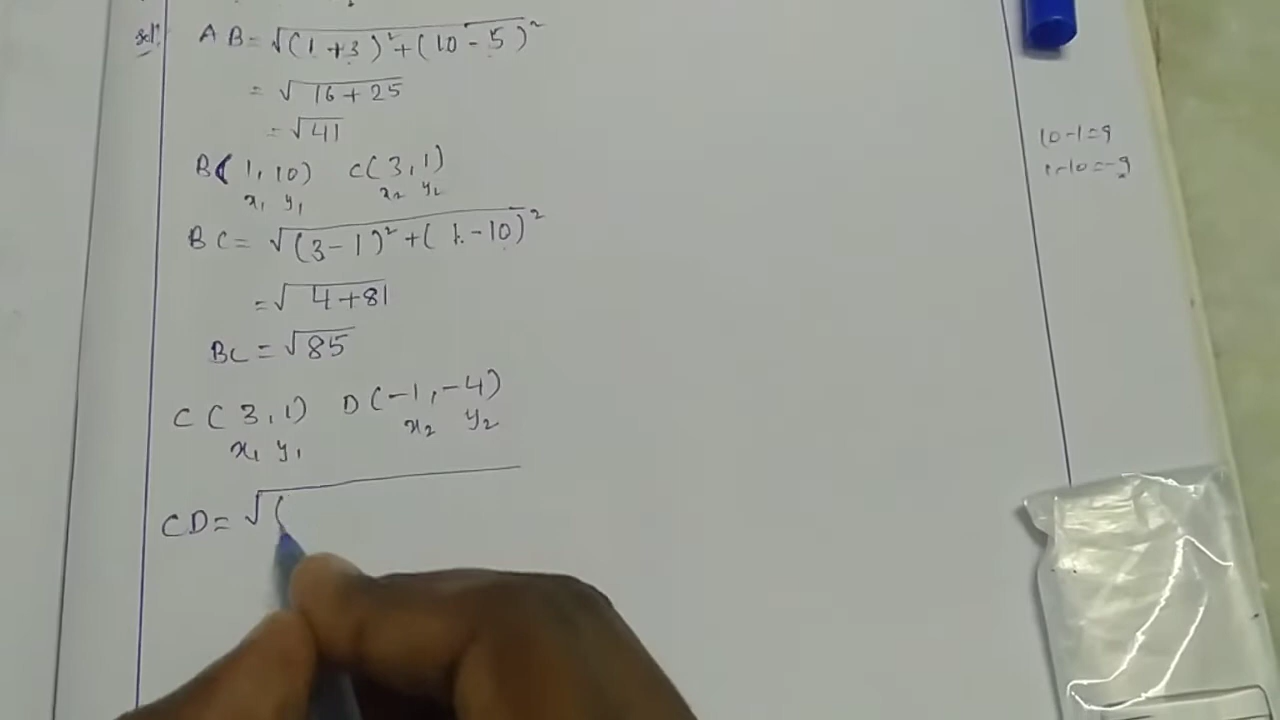 Sol:
AB = √(1+3)²+(10-5)²
= √16+25
= √41
B(1,10) C(3,1)
x₁ y₁ x₂ y₂
BC = √(3-1)²+(1-10)²
= √4+81
BC = √85
C(3,1) D(-1,-4)
x₁ y₁ x₂ y₂
CD = √(
10-1=9
1-10=-9